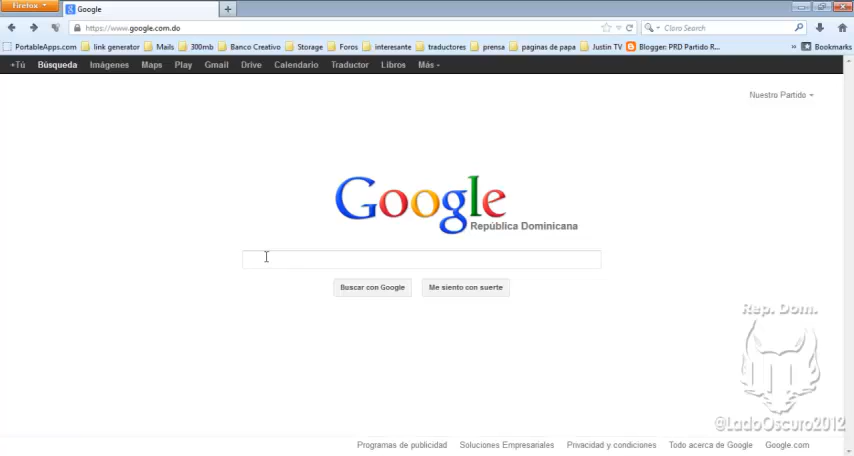 Firefox
Google
https://www.google.com.do
Claro Search
PortableApps.com link generator Mails 300mb Banco Creativo Storage Foros interesante traductores prensa paginas de papa Justin TV Blogger: PRD Partido R... » Bookmarks
+Tú Búsqueda Imágenes Maps Play Gmail Drive Calendario Traductor Libros Más
Nuestro Partido
Google
República Dominicana
Buscar con Google Me siento con suerte
Rep. Dom.
@LadoOscuro2012
Programas de publicidad Soluciones Empresariales Privacidad y condiciones Todo acerca de Google Google.com